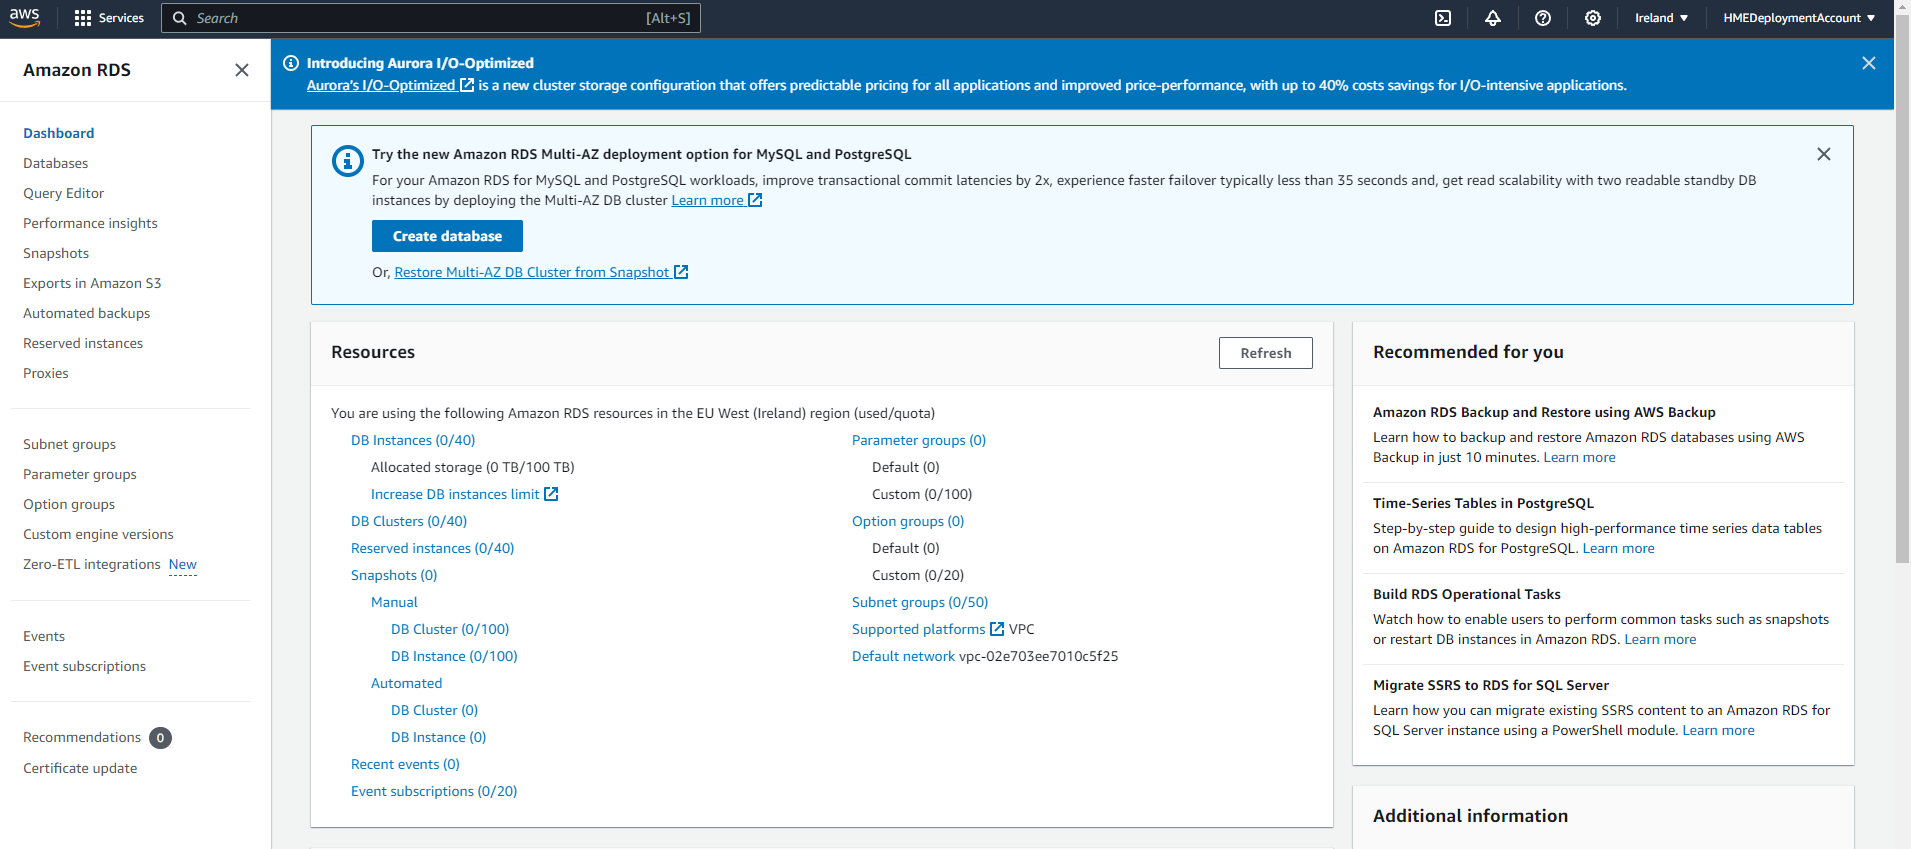 aws
Services
Search
[Alt+S]
Ireland
HMEDeploymentAccount
Amazon RDS
Dashboard
Databases
Query Editor
Performance insights
Snapshots
Exports in Amazon S3
Automated backups
Reserved instances
Proxies
Subnet groups
Parameter groups
Option groups
Custom engine versions
Zero-ETL integrations New
Events
Event subscriptions
Recommendations 0
Certificate update
Introducing Aurora I/O-Optimized
Aurora's I/O-Optimized is a new cluster storage configuration that offers predictable pricing for all applications and improved price-performance, with up to 40% costs savings for I/O-intensive applications.
Try the new Amazon RDS Multi-AZ deployment option for MySQL and PostgreSQL
For your Amazon RDS for MySQL and PostgreSQL workloads, improve transactional commit latencies by 2x, experience faster failover typically less than 35 seconds and, get read scalability with two readable standby DB
instances by deploying the Multi-AZ DB cluster Learn more
Create database
Or, Restore Multi-AZ DB Cluster from Snapshot
Resources
Refresh
You are using the following Amazon RDS resources in the EU West (Ireland) region (used/quota)
DB Instances (0/40)
Allocated storage (0 TB/100 TB)
Increase DB instances limit
DB Clusters (0/40)
Reserved instances (0/40)
Snapshots (0)
Manual
DB Cluster (0/100)
DB Instance (0/100)
Automated
DB Cluster (0)
DB Instance (0)
Recent events (0)
Event subscriptions (0/20)
Parameter groups (0)
Default (0)
Custom (0/100)
Option groups (0)
Default (0)
Custom (0/20)
Subnet groups (0/50)
Supported platforms VPC
Default network vpc-02e703ee7010c5f25
Recommended for you
Amazon RDS Backup and Restore using AWS Backup
Learn how to backup and restore Amazon RDS databases using AWS
Backup in just 10 minutes. Learn more
Time-Series Tables in PostgreSQL
Step-by-step guide to design high-performance time series data tables
on Amazon RDS for PostgreSQL. Learn more
Build RDS Operational Tasks
Watch how to enable users to perform common tasks such as snapshots
or restart DB instances in Amazon RDS. Learn more
Migrate SSRS to RDS for SQL Server
Learn how you can migrate existing SSRS content to an Amazon RDS for
SQL Server instance using a PowerShell module. Learn more
Additional information